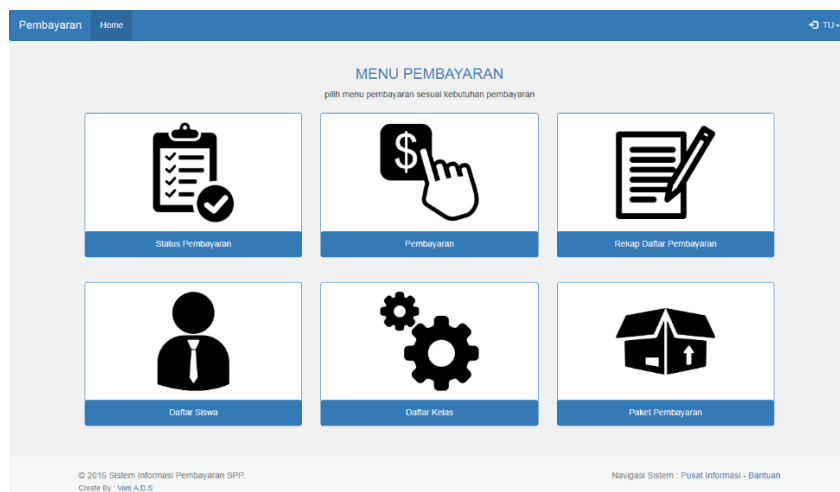 Pembayaran Home TU
MENU PEMBAYARAN
pilih menu pembayaran sesuai kebutuhan pembayaran
$
Status Pembayaran Pembayaran Rekap Daftar Pembayaran
Daftar Siswa Daftar Kelas Paket Pembayaran
© 2016 Sistem Informasi Pembayaran SPP. Navigasi Sistem : Pusat Informasi - Bantuan
Create By : Vani A.D.S